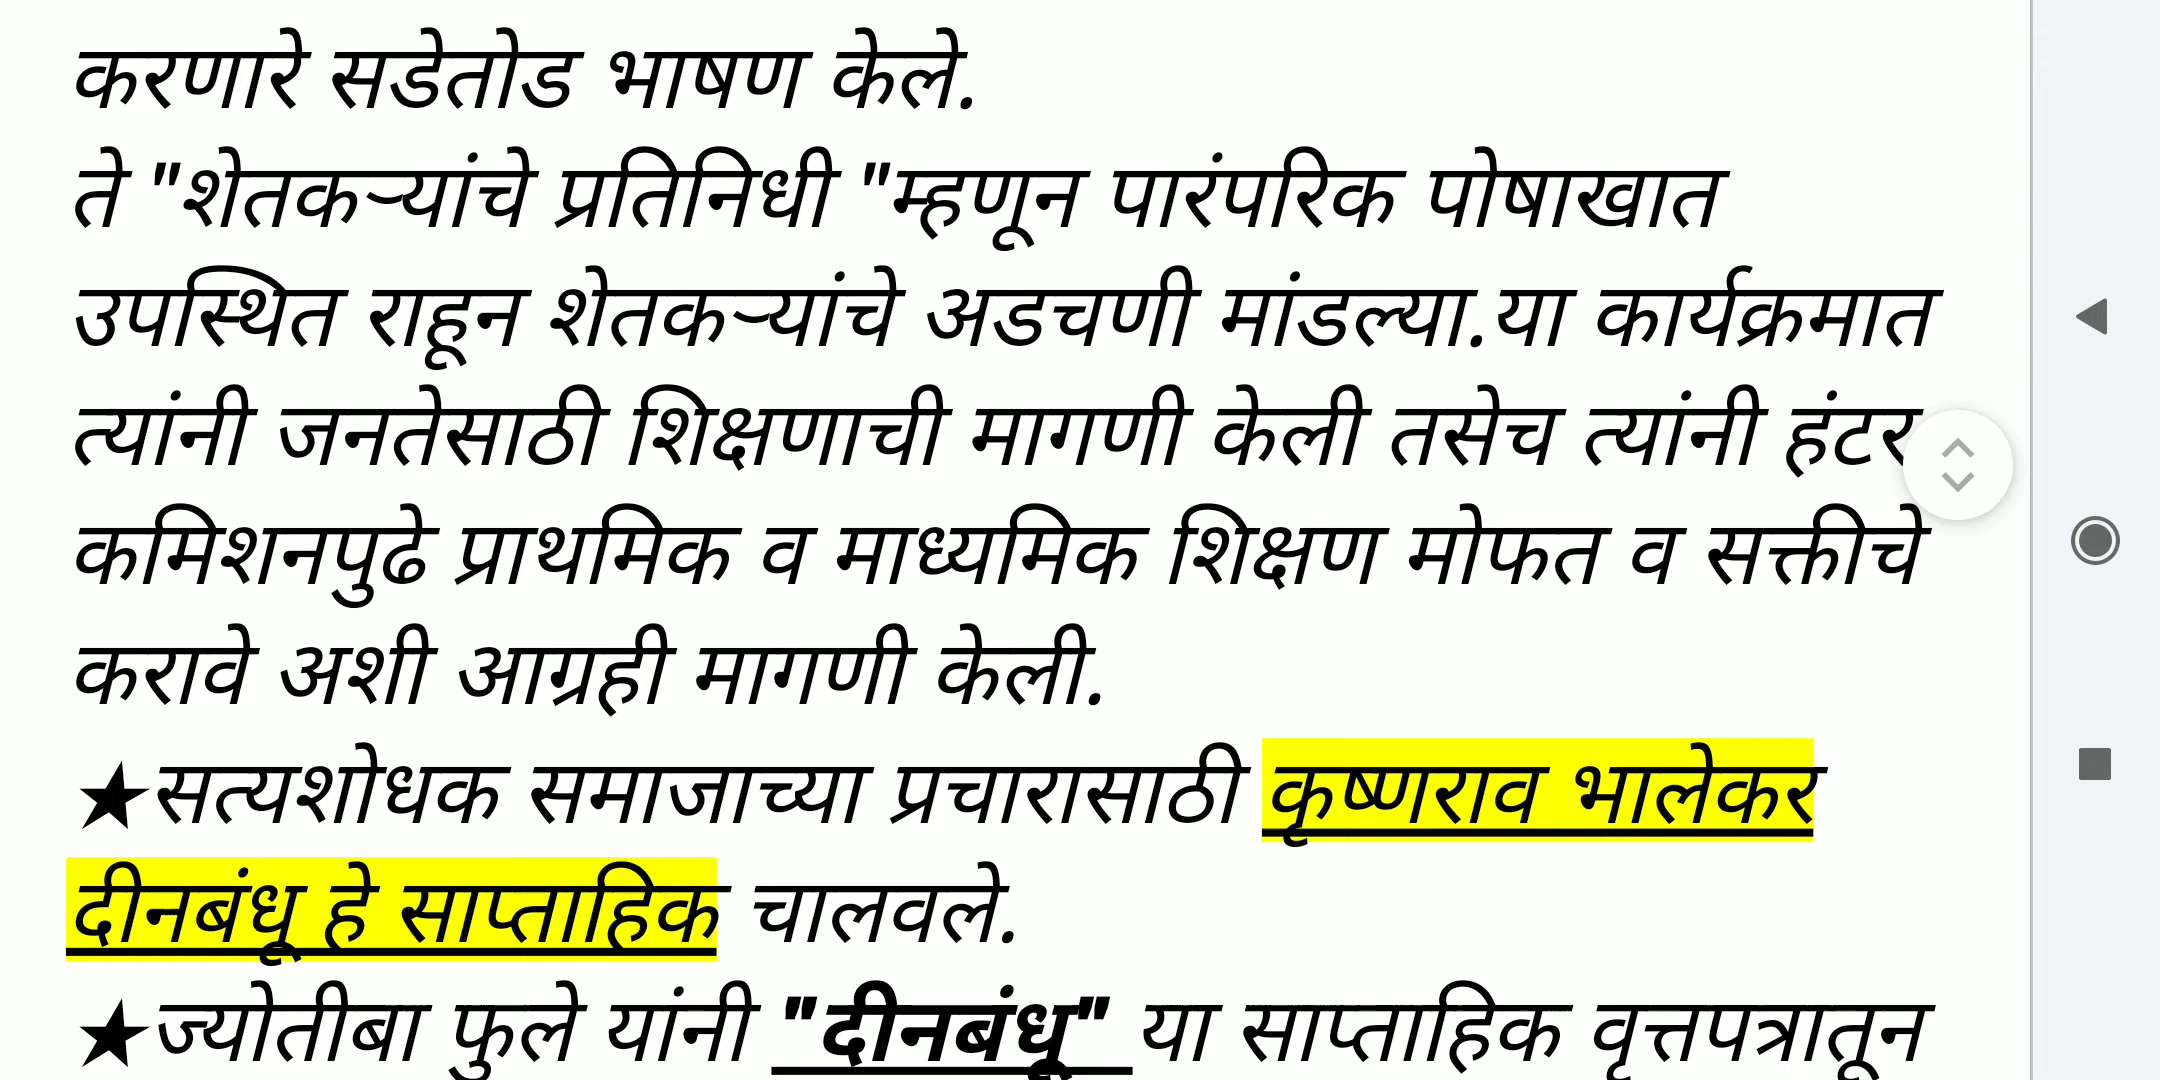 करणारे सडेतोड भाषण केले.
ते "शेतकऱ्यांचे प्रतिनिधी "म्हणून पारंपरिक पोषाखात
उपस्थित राहून शेतकऱ्यांचे अडचणी मांडल्या.या कार्यक्रमात
त्यांनी जनतेसाठी शिक्षणाची मागणी केली तसेच त्यांनी हंटर
कमिशनपुढे प्राथमिक व माध्यमिक शिक्षण मोफत व सक्तीचे
करावे अशी आग्रही मागणी केली.
★सत्यशोधक समाजाच्या प्रचारासाठी कृष्णराव भालेकर
दीनबंधू हे साप्ताहिक चालवले.
★ज्योतीबा फुले यांनी "दीनबंधू" या साप्ताहिक वृत्तपत्रातून